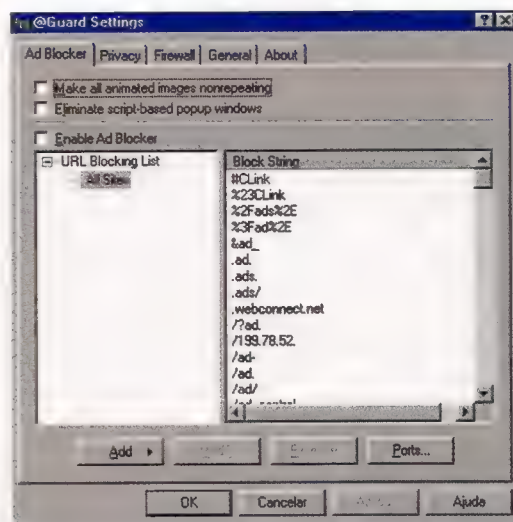 @Guard Settings
Ad Blocker Privacy Firewall General About
Make all animated images nonrepeating
Eliminate script-based popup windows
Enable Ad Blocker
URL Blocking List
All Site
Block String
#CLink
%23CLink
%2Fads%2E
%3Fad%2E
&ad_
.ad.
.ads.
.ads/
.webconnect.net
/?ad.
/199.78.52.
/ad-
/ad.
/ad/
Add
Ports...
OK Cancelar Ajuda